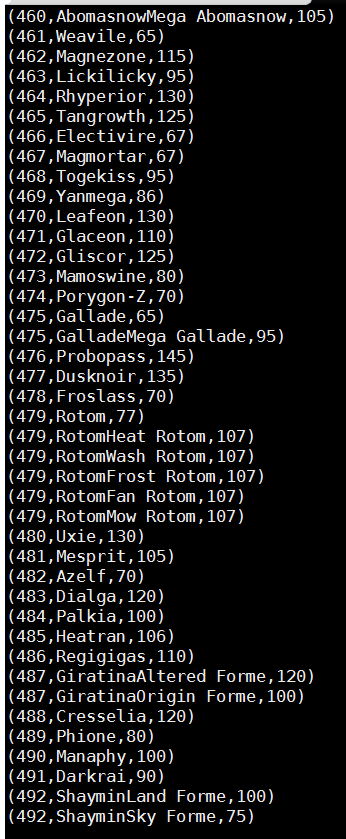 (460,AbomasnowMega Abomasnow,105)
(461,Weavile,65)
(462,Magnezone,115)
(463,Lickilicky,95)
(464,Rhyperior,130)
(465,Tangrowth,125)
(466,Electivire,67)
(467,Magmortar,67)
(468,Togekiss,95)
(469,Yanmega,86)
(470,Leafeon,130)
(471,Glaceon,110)
(472,Gliscor,125)
(473,Mamoswine,80)
(474,Porygon-Z,70)
(475,Gallade,65)
(475,GalladeMega Gallade,95)
(476,Probopass,145)
(477,Dusknoir,135)
(478,Froslass,70)
(479,Rotom,77)
(479,RotomHeat Rotom,107)
(479,RotomWash Rotom,107)
(479,RotomFrost Rotom,107)
(479,RotomFan Rotom,107)
(479,RotomMow Rotom,107)
(480,Uxie,130)
(481,Mesprit,105)
(482,Azelf,70)
(483,Dialga,120)
(484,Palkia,100)
(485,Heatran,106)
(486,Regigigas,110)
(487,GiratinaAltered Forme,120)
(487,GiratinaOrigin Forme,100)
(488,Cresselia,120)
(489,Phione,80)
(490,Manaphy,100)
(491,Darkrai,90)
(492,ShayminLand Forme,100)
(492,ShayminSky Forme,75)